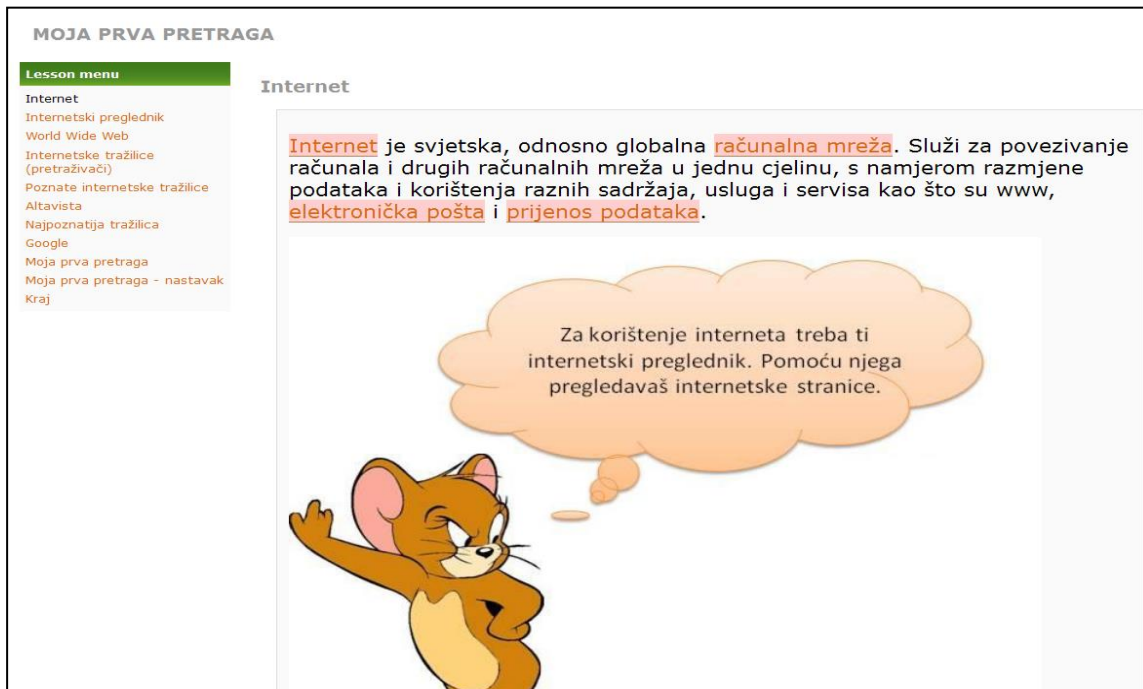 MOJA PRVA PRETRAGA
Lesson menu
Internet
Internetski preglednik
World Wide Web
Internetske tražilice
(pretraživači)
Poznate internetske tražilice
Altavista
Najpoznatija tražilica
Google
Moja prva pretraga
Moja prva pretraga - nastavak
Kraj
Internet
Internet je svjetska, odnosno globalna računalna mreža. Služi za povezivanje
računala i drugih računalnih mreža u jednu cjelinu, s namjerom razmjene
podataka i korištenja raznih sadržaja, usluga i servisa kao što su www,
elektronička pošta i prijenos podataka.
Za korištenje interneta treba ti
internetski preglednik. Pomoću njega
pregledavaš internetske stranice.